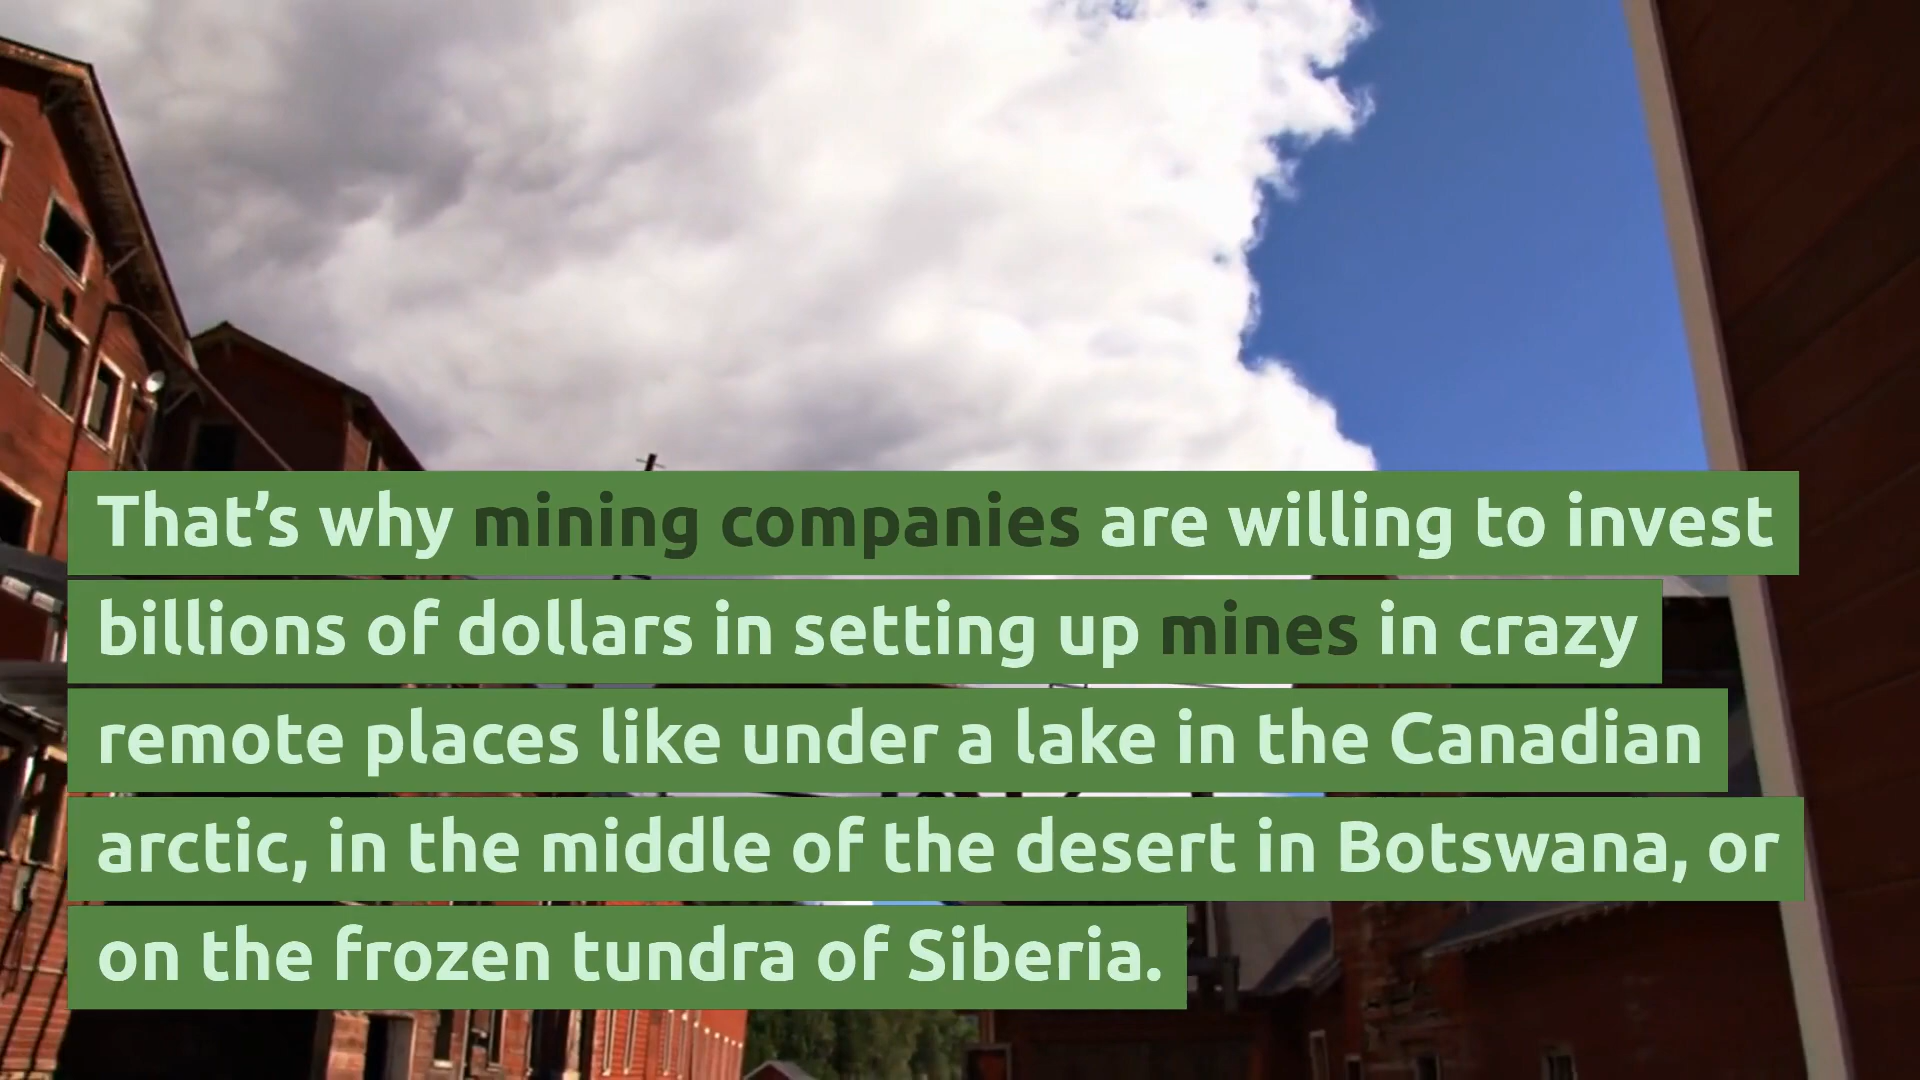 That’s why mining companies are willing to invest
billions of dollars in setting up mines in crazy
remote places like under a lake in the Canadian
arctic, in the middle of the desert in Botswana, or
on the frozen tundra of Siberia.